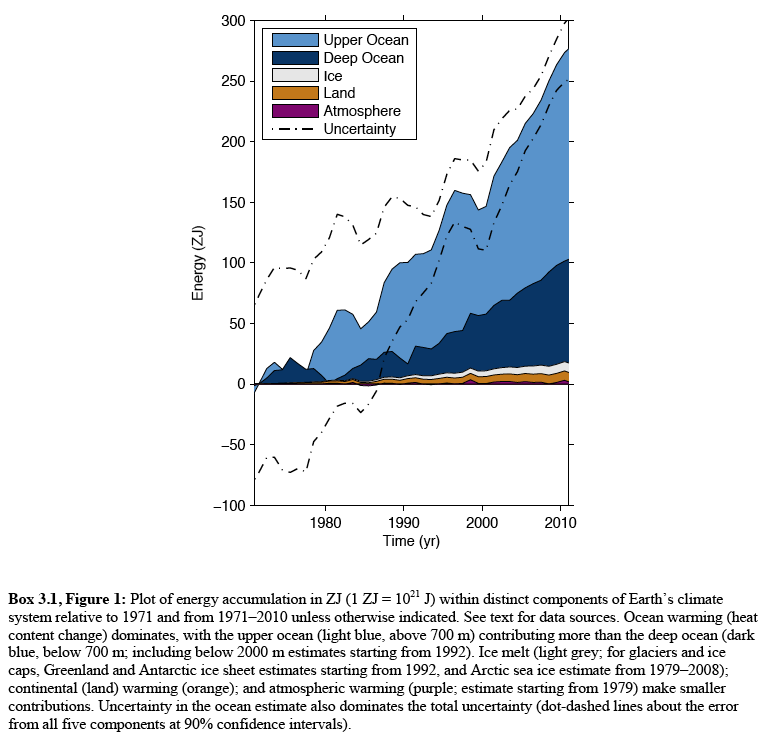 300
250
200
150
100
50
0
−50
−100
Energy (ZJ)
Upper Ocean
Deep Ocean
Ice
Land
Atmosphere
Uncertainty
1980 1990 2000 2010
Time (yr)
Box 3.1, Figure 1: Plot of energy accumulation in ZJ (1 ZJ = 10²¹ J) within distinct components of Earth's climate
system relative to 1971 and from 1971–2010 unless otherwise indicated. See text for data sources. Ocean warming (heat
content change) dominates, with the upper ocean (light blue, above 700 m) contributing more than the deep ocean (dark
blue, below 700 m; including below 2000 m estimates starting from 1992). Ice melt (light grey; for glaciers and ice
caps, Greenland and Antarctic ice sheet estimates starting from 1992, and Arctic sea ice estimate from 1979–2008);
continental (land) warming (orange); and atmospheric warming (purple; estimate starting from 1979) make smaller
contributions. Uncertainty in the ocean estimate also dominates the total uncertainty (dot-dashed lines about the error
from all five components at 90% confidence intervals).